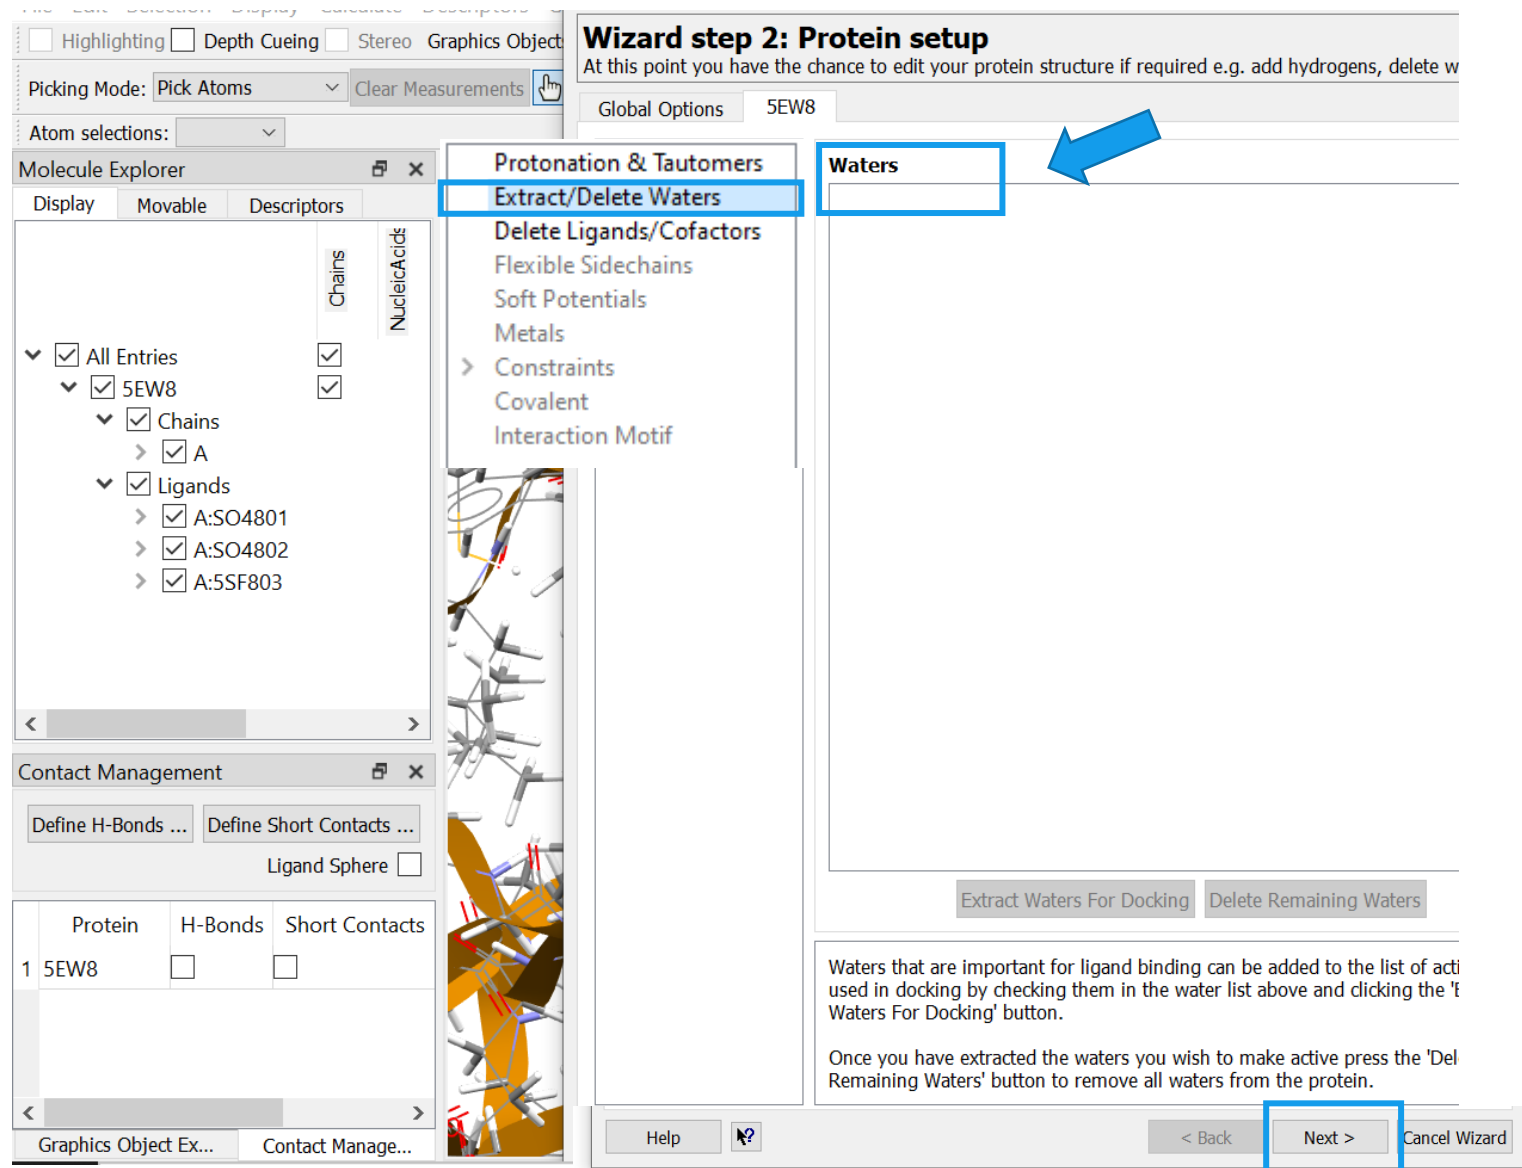 Highlighting Depth Cueing Stereo Graphics Object
Picking Mode: Pick Atoms Clear Measurements
Atom selections:
Molecule Explorer
Display Movable Descriptors
Chains
NucleicAcids
All Entries
5EW8
Chains
A
Ligands
A:SO4801
A:SO4802
A:5SF803
Contact Management
Define H-Bonds ... Define Short Contacts ...
Ligand Sphere
Protein H-Bonds Short Contacts
1 5EW8
Graphics Object Ex... Contact Manage...
Wizard step 2: Protein setup
At this point you have the chance to edit your protein structure if required e.g. add hydrogens, delete w
Global Options 5EW8
Protonation & Tautomers
Extract/Delete Waters
Delete Ligands/Cofactors
Flexible Sidechains
Soft Potentials
Metals
Constraints
Covalent
Interaction Motif
Waters
Extract Waters For Docking Delete Remaining Waters
Waters that are important for ligand binding can be added to the list of acti
used in docking by checking them in the water list above and clicking the 'E
Waters For Docking' button.
Once you have extracted the waters you wish to make active press the 'Del
Remaining Waters' button to remove all waters from the protein.
Help < Back Next > Cancel Wizard